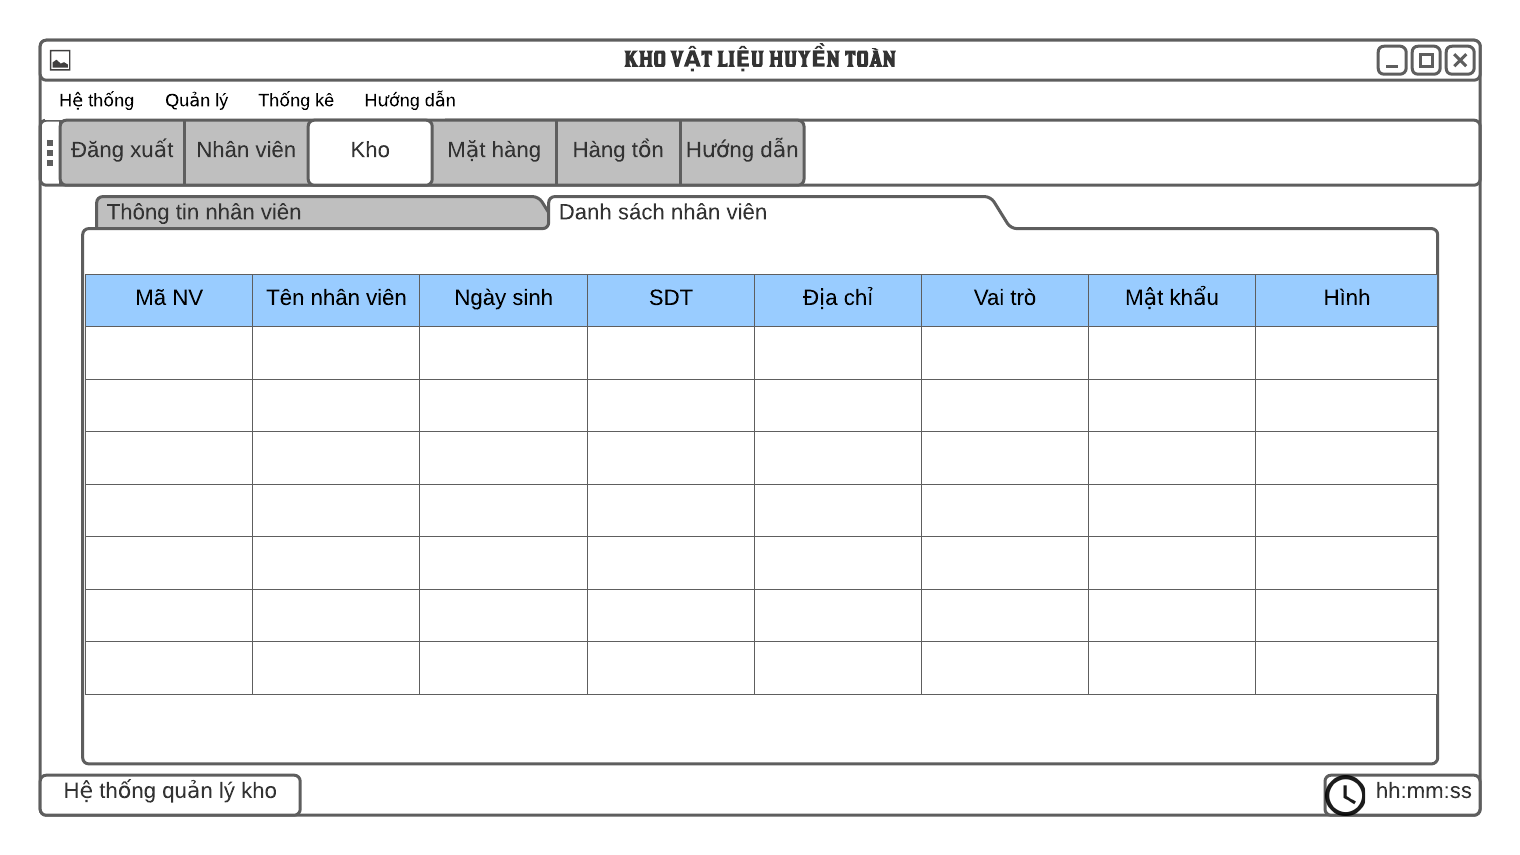 KHO VẬT LIỆU HUYỀN TOÀN
Hệ thống Quản lý Thống kê Hướng dẫn
Đăng xuất Nhân viên Kho Mặt hàng Hàng tồn Hướng dẫn
Thông tin nhân viên Danh sách nhân viên
Mã NV Tên nhân viên Ngày sinh SDT Địa chỉ Vai trò Mật khẩu Hình
Hệ thống quản lý kho hh:mm:ss